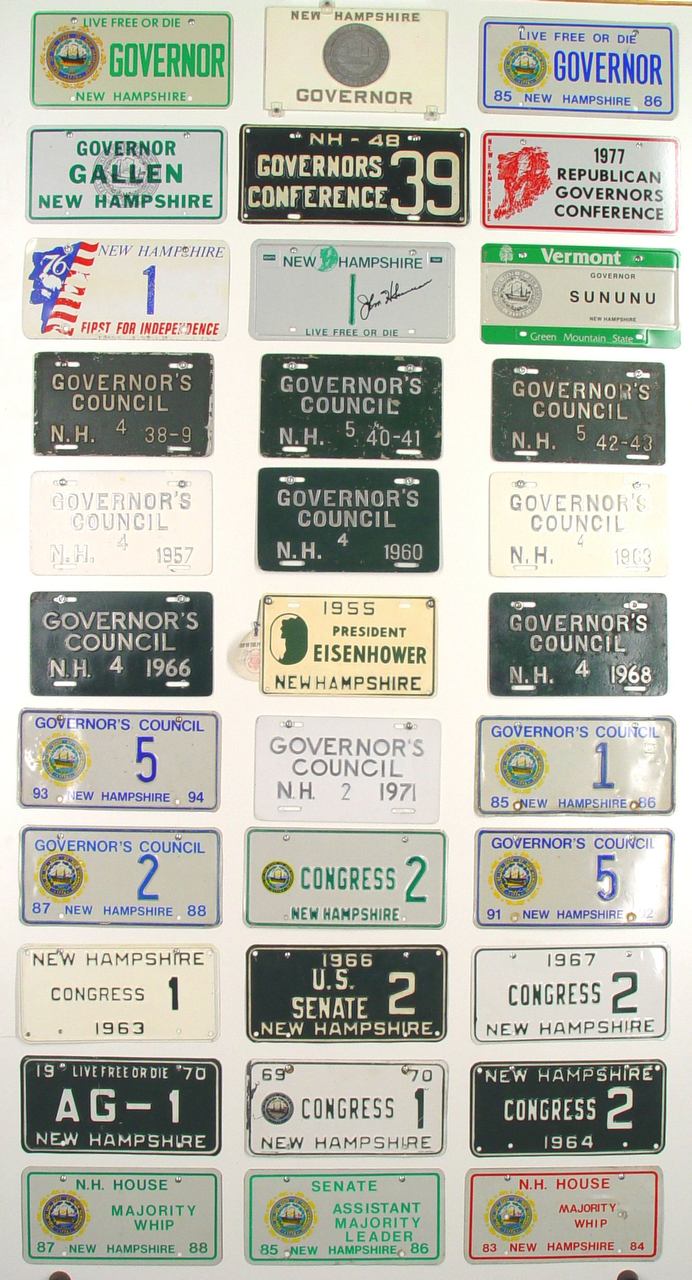 LIVE FREE OR DIE
GOVERNOR
NEW HAMPSHIRE
NEW HAMPSHIRE
GOVERNOR
LIVE FREE OR DIE
GOVERNOR
85 NEW HAMPSHIRE 86
GOVERNOR
GALLEN
NEW HAMPSHIRE
NH - 48
GOVERNORS
CONFERENCE 39
NEW HAMPSHIRE
1977
REPUBLICAN
GOVERNORS
CONFERENCE
76 NEW HAMPSHIRE
1
FIRST FOR INDEPENDENCE
NEW HAMPSHIRE
1
LIVE FREE OR DIE
Vermont
GOVERNOR
SUNUNU
NEW HAMPSHIRE
Green Mountain State
GOVERNOR'S
COUNCIL
N.H. 4 38-9
GOVERNOR'S
COUNCIL
N.H. 5 40-41
GOVERNOR'S
COUNCIL
N.H. 5 42-43
GOVERNOR'S
COUNCIL
N.H. 4 1957
GOVERNOR'S
COUNCIL
N.H. 4 1960
GOVERNOR'S
COUNCIL
N.H. 4 1963
GOVERNOR'S
COUNCIL
N.H. 4 1966
1955
PRESIDENT
EISENHOWER
NEW HAMPSHIRE
GOVERNOR'S
COUNCIL
N.H. 4 1968
GOVERNOR'S COUNCIL
5
93 NEW HAMPSHIRE 94
GOVERNOR'S
COUNCIL
N.H. 2 1971
GOVERNOR'S COUNCIL
1
85 NEW HAMPSHIRE 86
GOVERNOR'S COUNCIL
2
87 NEW HAMPSHIRE 88
CONGRESS 2
NEW HAMPSHIRE
GOVERNOR'S COUNCIL
5
91 NEW HAMPSHIRE
NEW HAMPSHIRE
CONGRESS 1
1963
1966
U.S.
SENATE 2
NEW HAMPSHIRE
1967
CONGRESS 2
NEW HAMPSHIRE
19 LIVE FREE OR DIE 70
AG-1
NEW HAMPSHIRE
69 70
CONGRESS 1
NEW HAMPSHIRE
NEW HAMPSHIRE
CONGRESS 2
1964
N.H. HOUSE
MAJORITY
WHIP
87 NEW HAMPSHIRE 88
SENATE
ASSISTANT
MAJORITY
LEADER
85 NEW HAMPSHIRE 86
N.H. HOUSE
MAJORITY
WHIP
83 NEW HAMPSHIRE 84